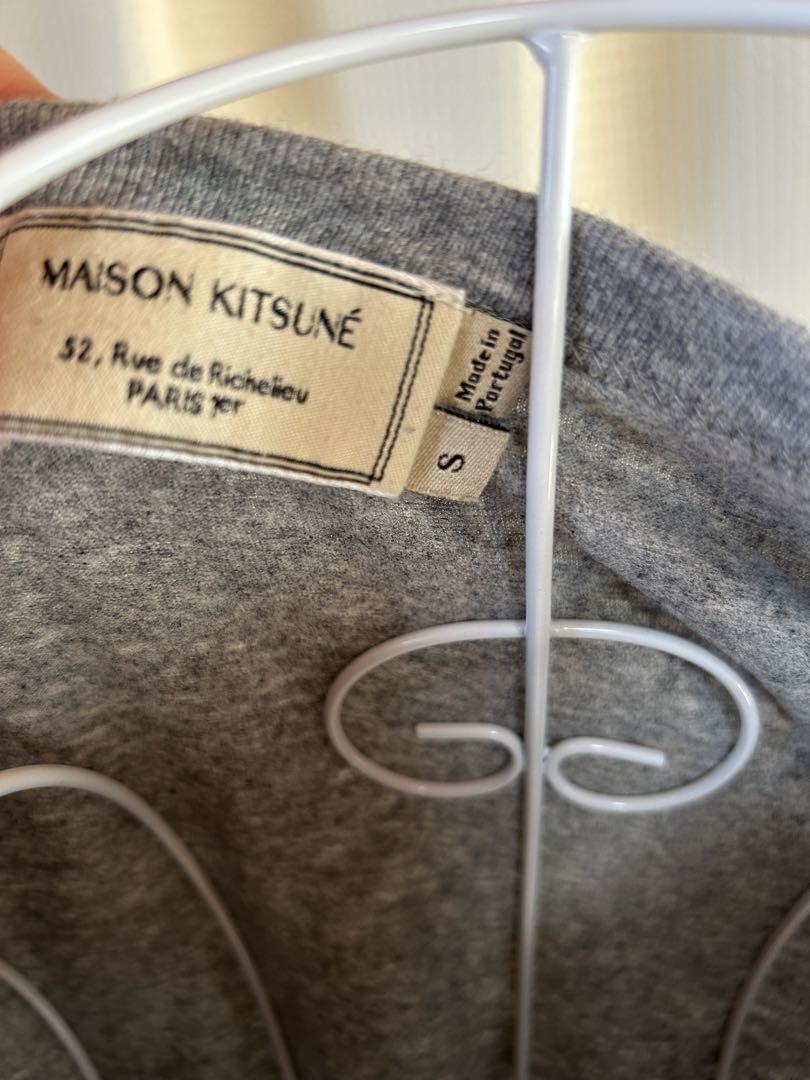 MAISON KITSUNÉ
52, Rue de Richelieu
PARIS 1er
Made in
Portugal
S